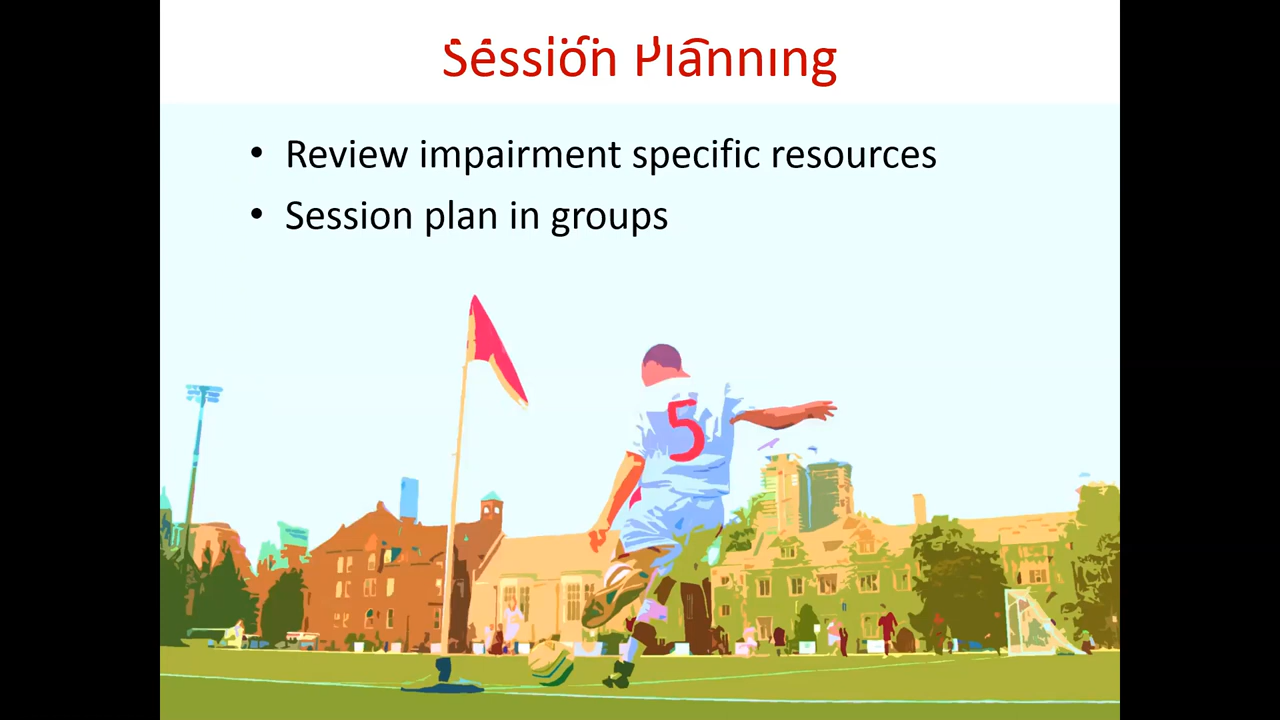 Session Planning
• Review impairment specific resources
• Session plan in groups
5